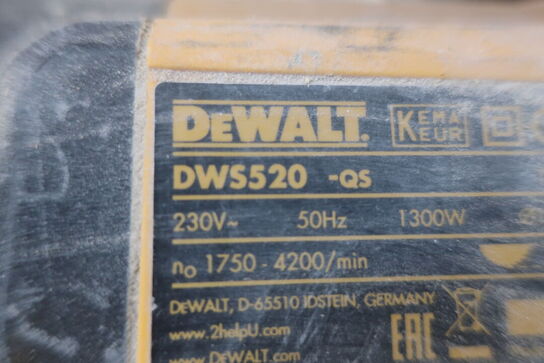 DEWALT. KEMA KEUR
DWS520 -QS
230V~ 50Hz 1300W
n₀ 1750 - 4200/min
DEWALT, D-65510 IDSTEIN, GERMANY
www.2helpU.com
www.DEWALT.com
EAC